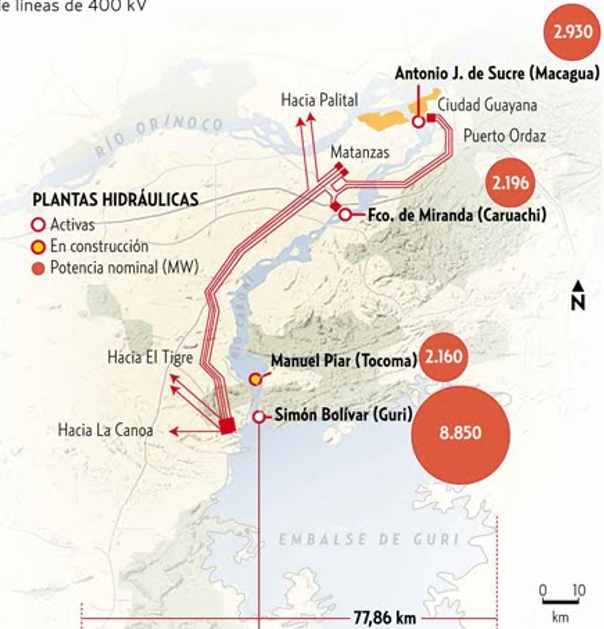 de líneas de 400 kV
2.930
Antonio J. de Sucre (Macagua)
Hacia Palital
Ciudad Guayana
RÍO ORINOCO
Puerto Ordaz
Matanzas
2.196
PLANTAS HIDRÁULICAS
Activas
En construcción
Potencia nominal (MW)
Fco. de Miranda (Caruachi)
N
RÍO CARONÍ
Hacia El Tigre
Manuel Piar (Tocoma)
2.160
Simón Bolívar (Guri)
Hacia La Canoa
8.850
EMBALSE DE GURI
0 10
km
77,86 km